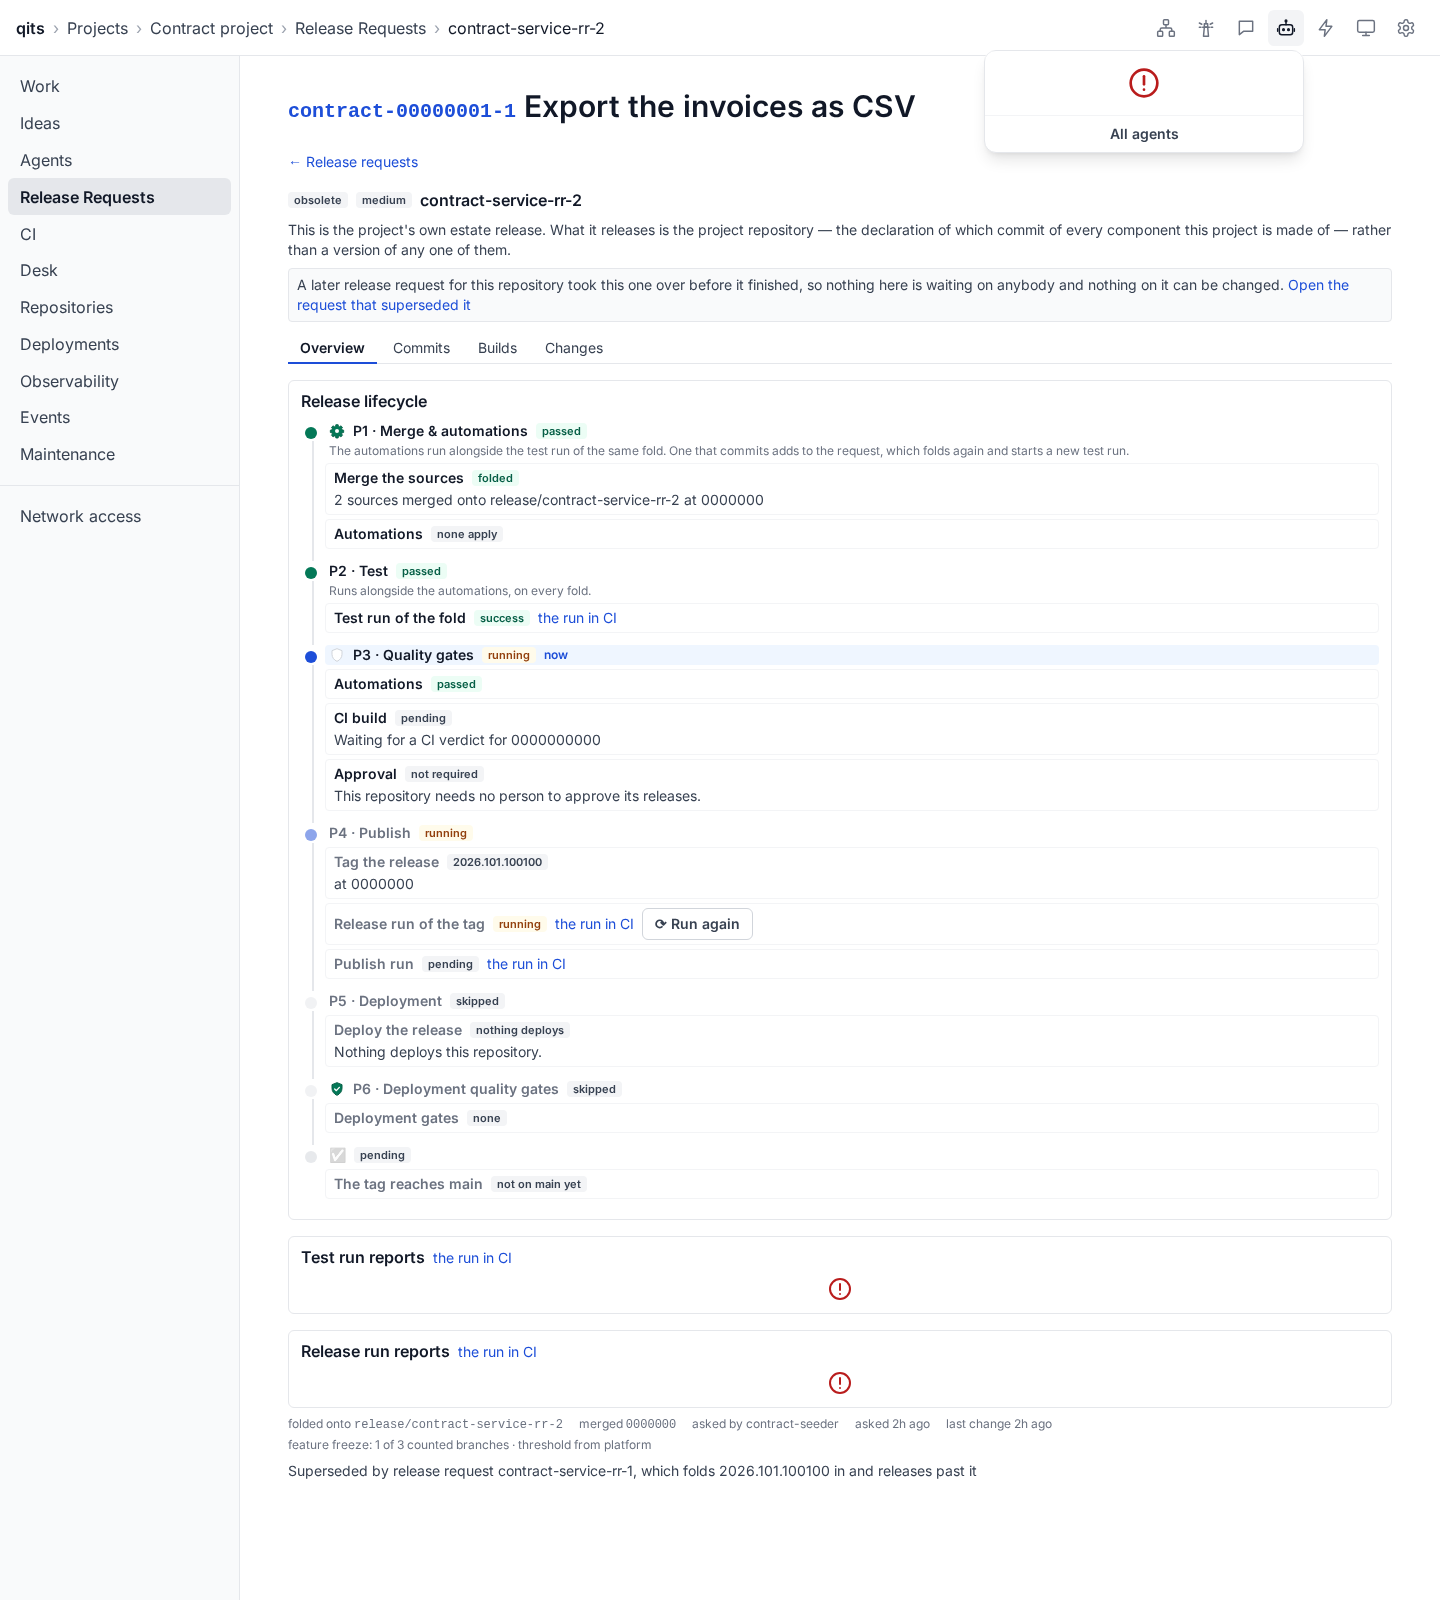 qits › Projects › Contract project › Release Requests › contract-service-rr-2
All agents
Work
Ideas
Agents
Release Requests
CI
Desk
Repositories
Deployments
Observability
Events
Maintenance
Network access
contract-00000001-1 Export the invoices as CSV
← Release requests
obsolete medium contract-service-rr-2
This is the project's own estate release. What it releases is the project repository — the declaration of which commit of every component this project is made of — rather
than a version of any one of them.
A later release request for this repository took this one over before it finished, so nothing here is waiting on anybody and nothing on it can be changed. Open the
request that superseded it
Overview Commits Builds Changes
Release lifecycle
P1 · Merge & automations passed
The automations run alongside the test run of the same fold. One that commits adds to the request, which folds again and starts a new test run.
Merge the sources folded
2 sources merged onto release/contract-service-rr-2 at 0000000
Automations none apply
P2 · Test passed
Runs alongside the automations, on every fold.
Test run of the fold success the run in CI
P3 · Quality gates running now
Automations passed
CI build pending
Waiting for a CI verdict for 0000000000
Approval not required
This repository needs no person to approve its releases.
P4 · Publish running
Tag the release 2026.101.100100
at 0000000
Release run of the tag running the run in CI ⟳ Run again
Publish run pending the run in CI
P5 · Deployment skipped
Deploy the release nothing deploys
Nothing deploys this repository.
P6 · Deployment quality gates skipped
Deployment gates none
☑ pending
The tag reaches main not on main yet
Test run reports the run in CI
Release run reports the run in CI
folded onto release/contract-service-rr-2 merged 0000000 asked by contract-seeder asked 2h ago last change 2h ago
feature freeze: 1 of 3 counted branches · threshold from platform
Superseded by release request contract-service-rr-1, which folds 2026.101.100100 in and releases past it